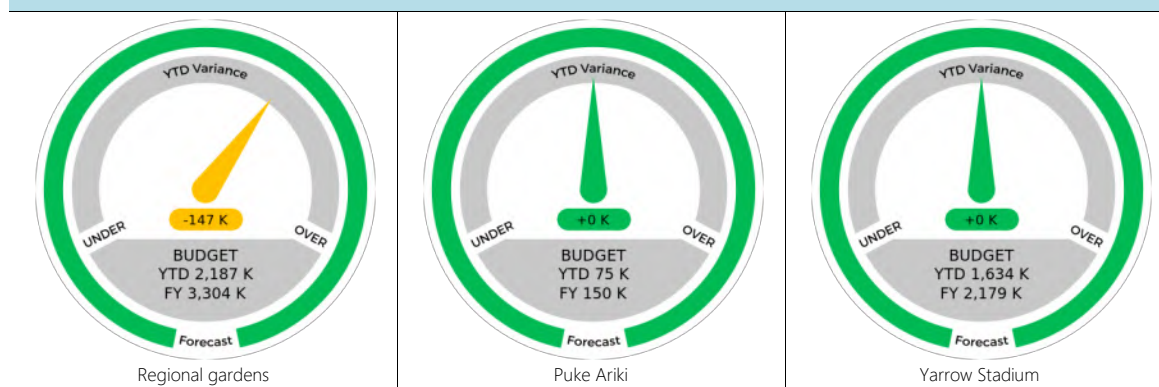 YTD Variance
-147 K
UNDER
OVER
BUDGET
YTD 2,187 K
FY 3,304 K
Forecast
Regional gardens
YTD Variance
+0 K
UNDER
OVER
BUDGET
YTD 75 K
FY 150 K
Forecast
Puke Ariki
YTD Variance
+0 K
UNDER
OVER
BUDGET
YTD 1,634 K
FY 2,179 K
Forecast
Yarrow Stadium